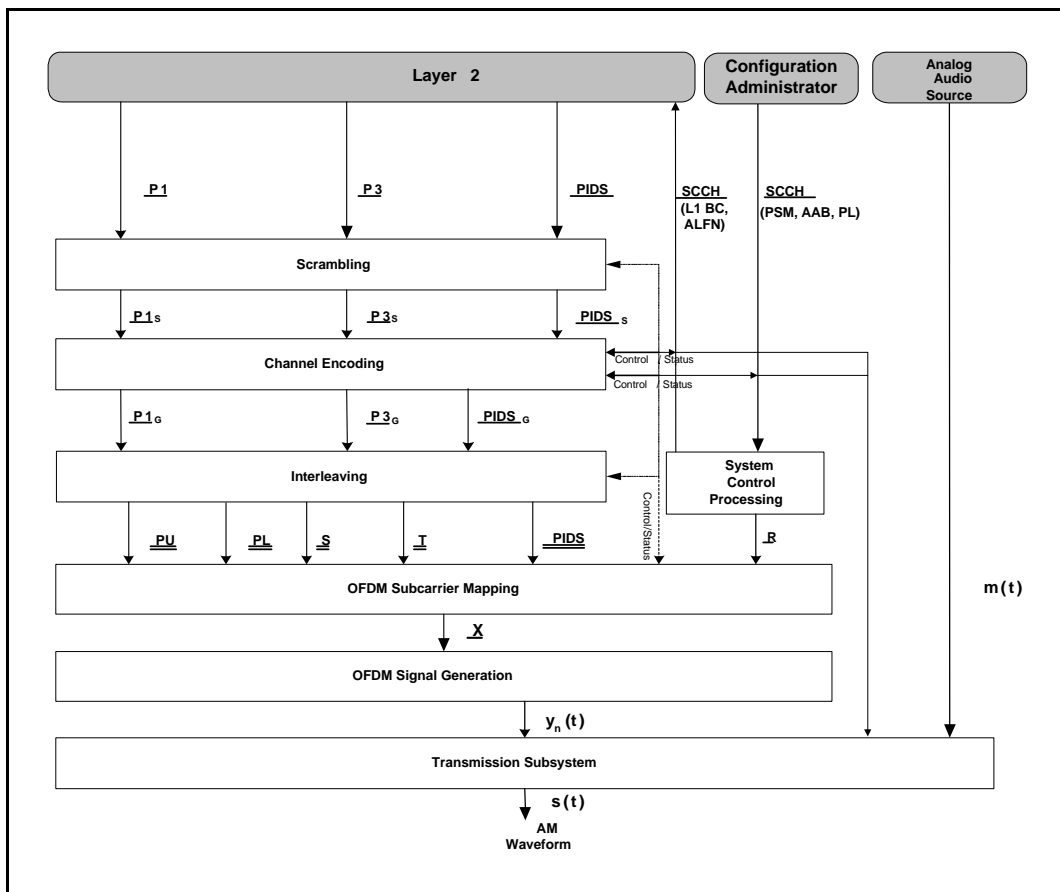 Layer 2
Configuration
Administrator
Analog
Audio
Source
P1
P3
PIDS
SCCH
(L1 BC,
ALFN)
SCCH
(PSM, AAB, PL)
Scrambling
P1S
P3S
PIDS S
Channel Encoding
Control / Status
Control / Status
P1G
P3G
PIDS G
Interleaving
System
Control
Processing
Control/Status
PU
PL
S
T
PIDS
R
OFDM Subcarrier Mapping
m(t)
X
OFDM Signal Generation
yn(t)
Transmission Subsystem
s(t)
AM
Waveform